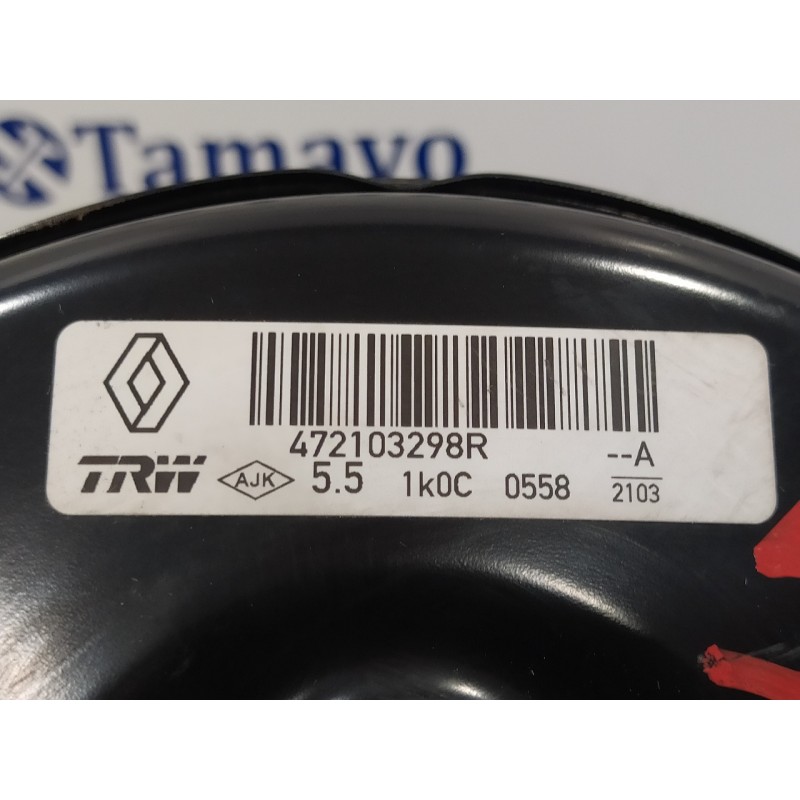 Tamayo
472103298R --A
TRW AJK 5.5 1k0C 0558 2103